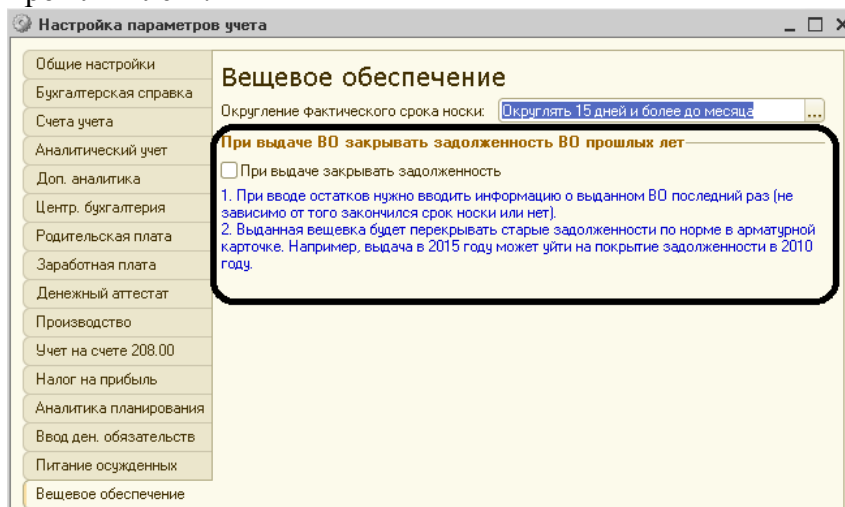 Настройка параметров учета
Общие настройки
Бухгалтерская справка
Счета учета
Аналитический учет
Доп. аналитика
Центр. бухгалтерия
Родительская плата
Заработная плата
Денежный аттестат
Производство
Учет на счете 208.00
Налог на прибыль
Аналитика планирования
Ввод ден. обязательств
Питание осужденных
Вещевое обеспечение
Вещевое обеспечение
Округление фактического срока носки: Округлять 15 дней и более до месяца ...
При выдаче ВО закрывать задолженность ВО прошлых лет
При выдаче закрывать задолженность
1. При вводе остатков нужно вводить информацию о выданном ВО последний раз (не
зависимо от того закончился срок носки или нет).
2. Выданная вещевка будет перекрывать старые задолженности по норме в арматурной
карточке. Например, выдача в 2015 году может уйти на покрытие задолженности в 2010
году.